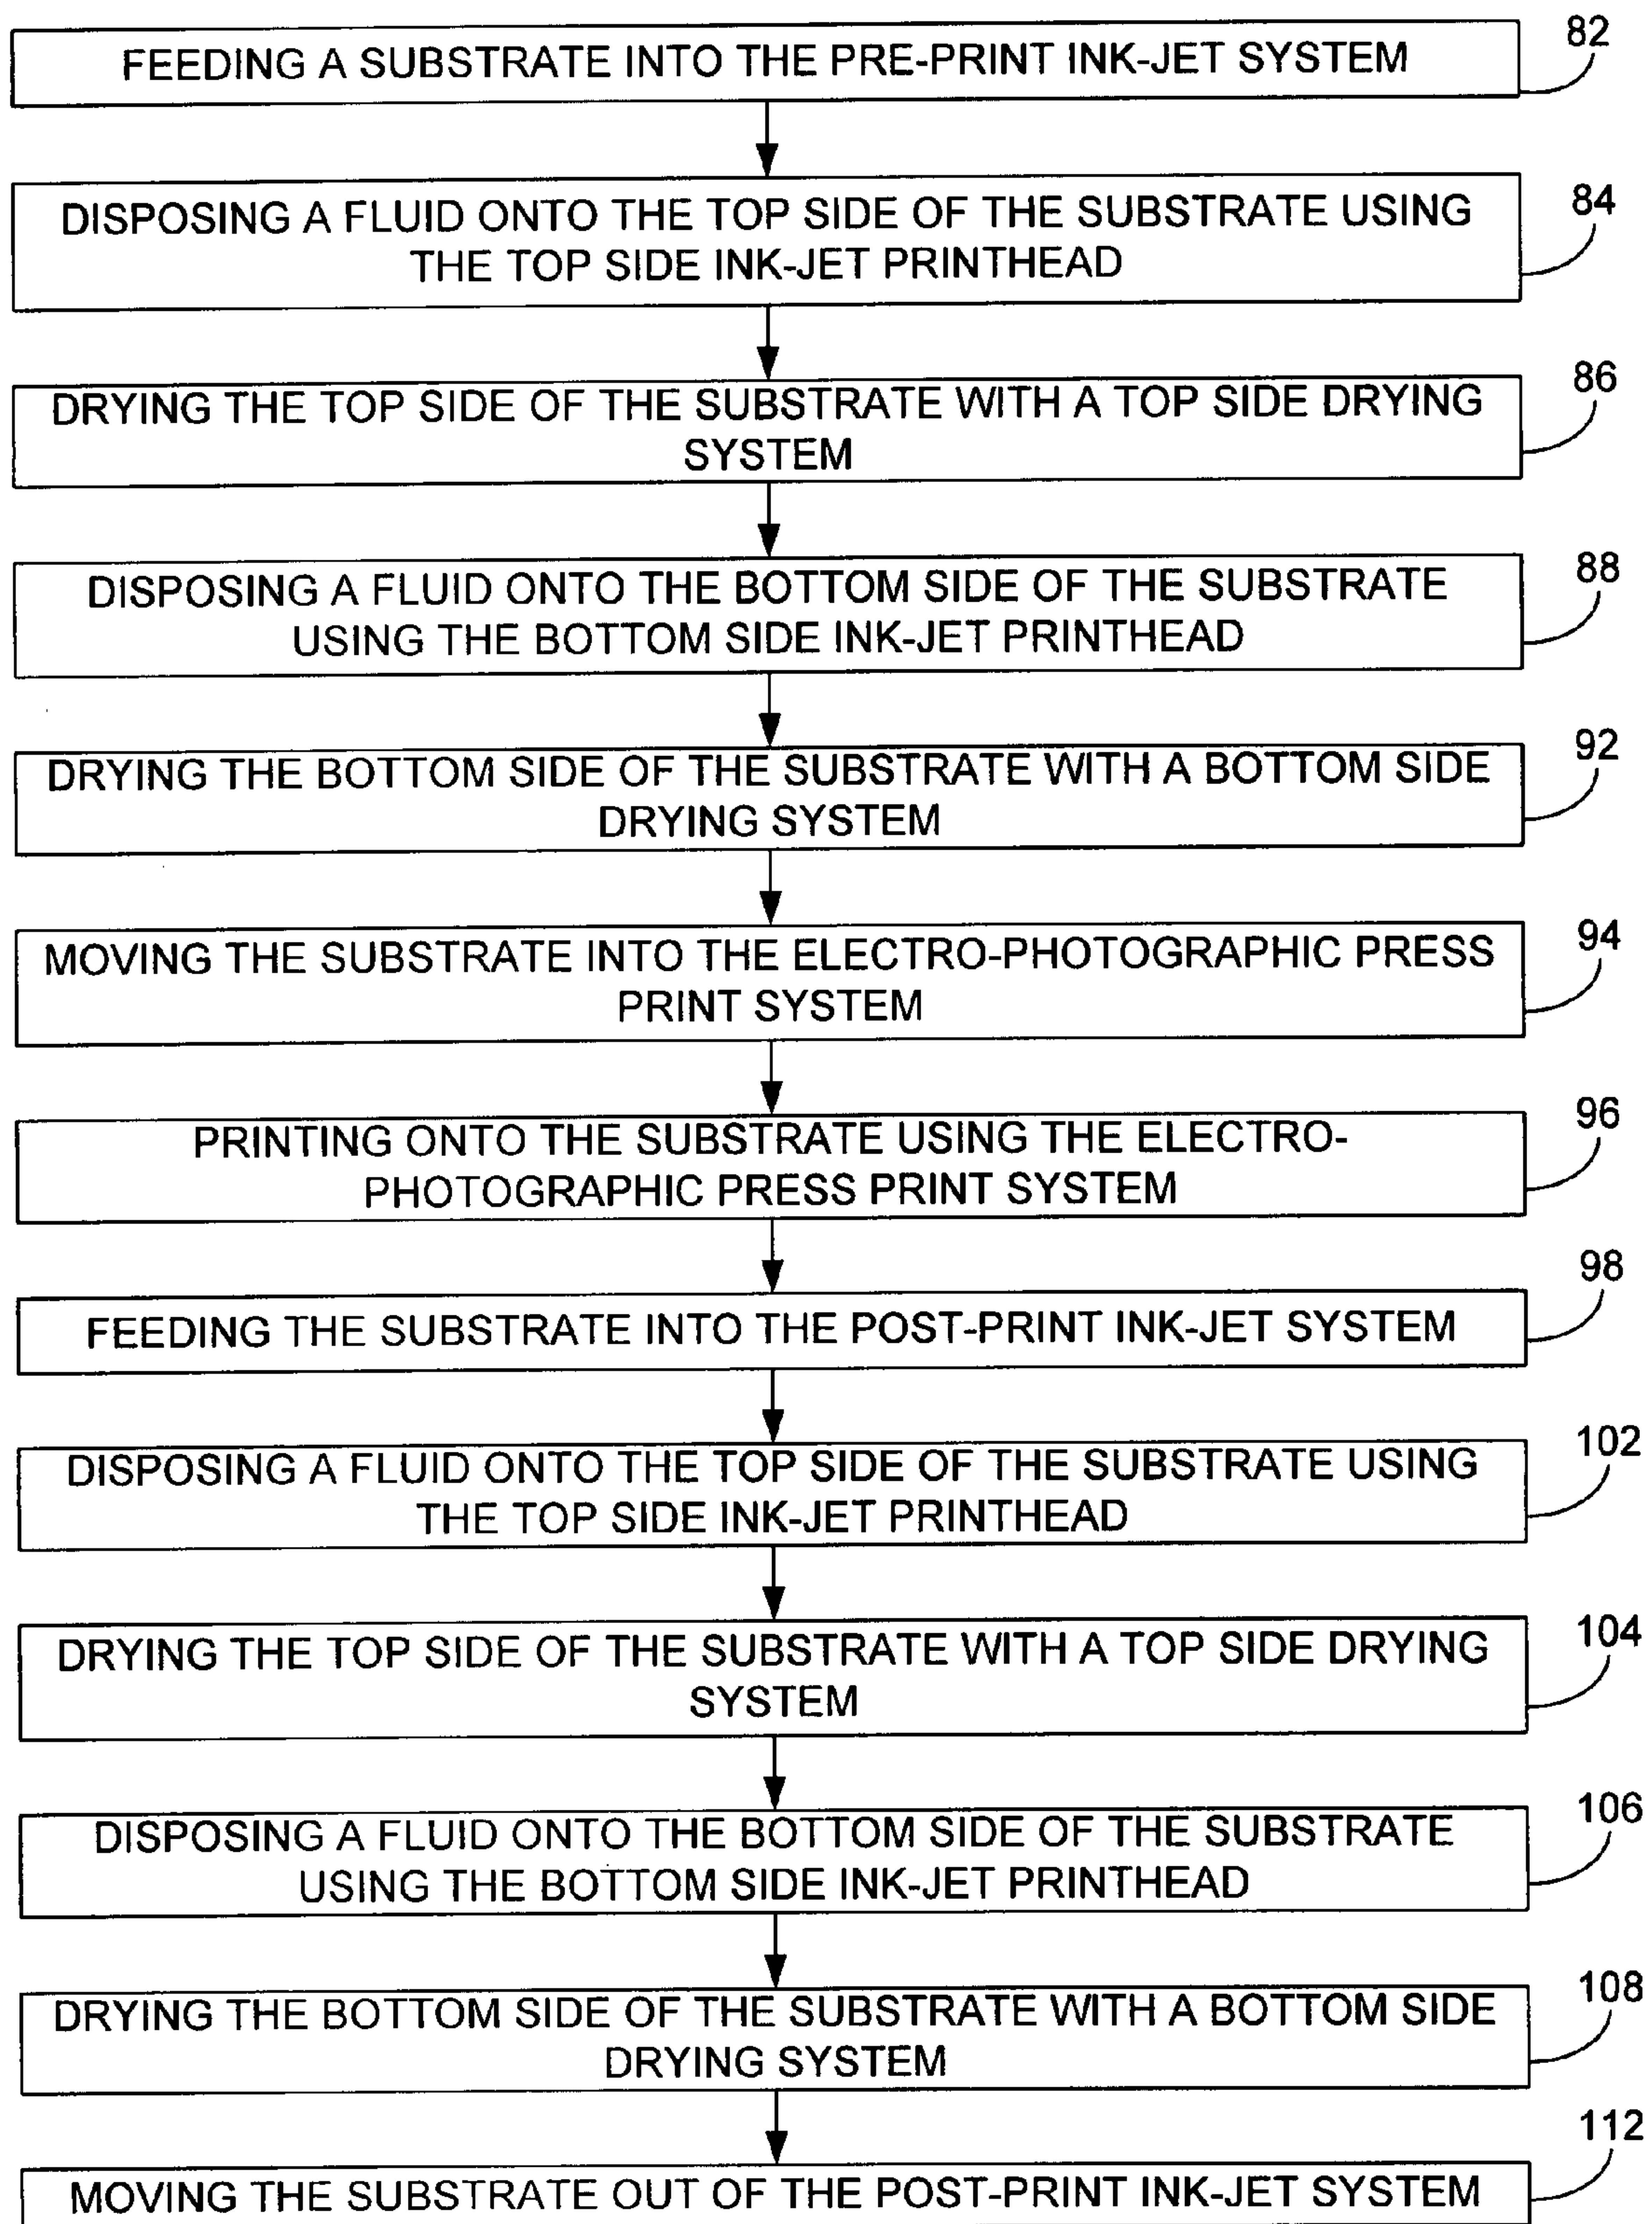 82
FEEDING A SUBSTRATE INTO THE PRE-PRINT INK-JET SYSTEM
84
DISPOSING A FLUID ONTO THE TOP SIDE OF THE SUBSTRATE USING
THE TOP SIDE INK-JET PRINTHEAD
86
DRYING THE TOP SIDE OF THE SUBSTRATE WITH A TOP SIDE DRYING
SYSTEM
88
DISPOSING A FLUID ONTO THE BOTTOM SIDE OF THE SUBSTRATE
USING THE BOTTOM SIDE INK-JET PRINTHEAD
92
DRYING THE BOTTOM SIDE OF THE SUBSTRATE WITH A BOTTOM SIDE
DRYING SYSTEM
94
MOVING THE SUBSTRATE INTO THE ELECTRO-PHOTOGRAPHIC PRESS
PRINT SYSTEM
96
PRINTING ONTO THE SUBSTRATE USING THE ELECTRO-
PHOTOGRAPHIC PRESS PRINT SYSTEM
98
FEEDING THE SUBSTRATE INTO THE POST-PRINT INK-JET SYSTEM
102
DISPOSING A FLUID ONTO THE TOP SIDE OF THE SUBSTRATE USING
THE TOP SIDE INK-JET PRINTHEAD
104
DRYING THE TOP SIDE OF THE SUBSTRATE WITH A TOP SIDE DRYING
SYSTEM
106
DISPOSING A FLUID ONTO THE BOTTOM SIDE OF THE SUBSTRATE
USING THE BOTTOM SIDE INK-JET PRINTHEAD
108
DRYING THE BOTTOM SIDE OF THE SUBSTRATE WITH A BOTTOM SIDE
DRYING SYSTEM
112
MOVING THE SUBSTRATE OUT OF THE POST-PRINT INK-JET SYSTEM